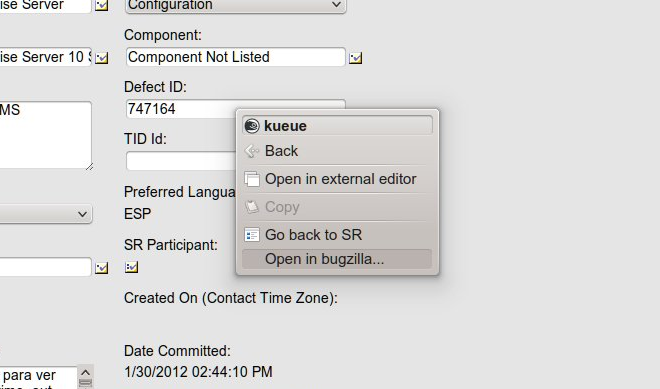 ise Server
Configuration
Component:
ise Server 10 S
Component Not Listed
Defect ID:
MS
747164
kueue
TID Id:
Back
Open in external editor
Preferred Langua
Copy
ESP
Go back to SR
SR Participant:
Open in bugzilla...
Created On (Contact Time Zone):
Date Committed:
para ver
1/30/2012 02:44:10 PM